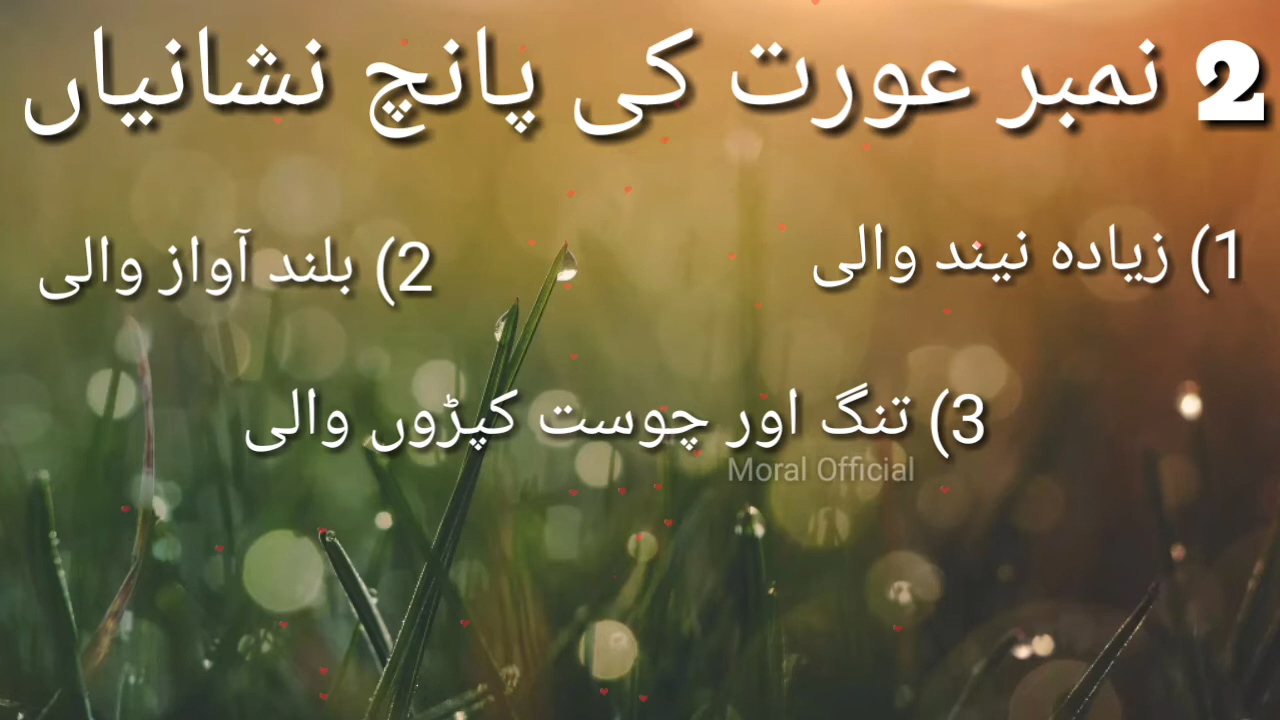 2 نمبر عورت کی پانچ نشانیاں
1) زیادہ نیند والی
2) بلند آواز والی
3) تنگ اور چوست کپڑوں والی
Moral Official